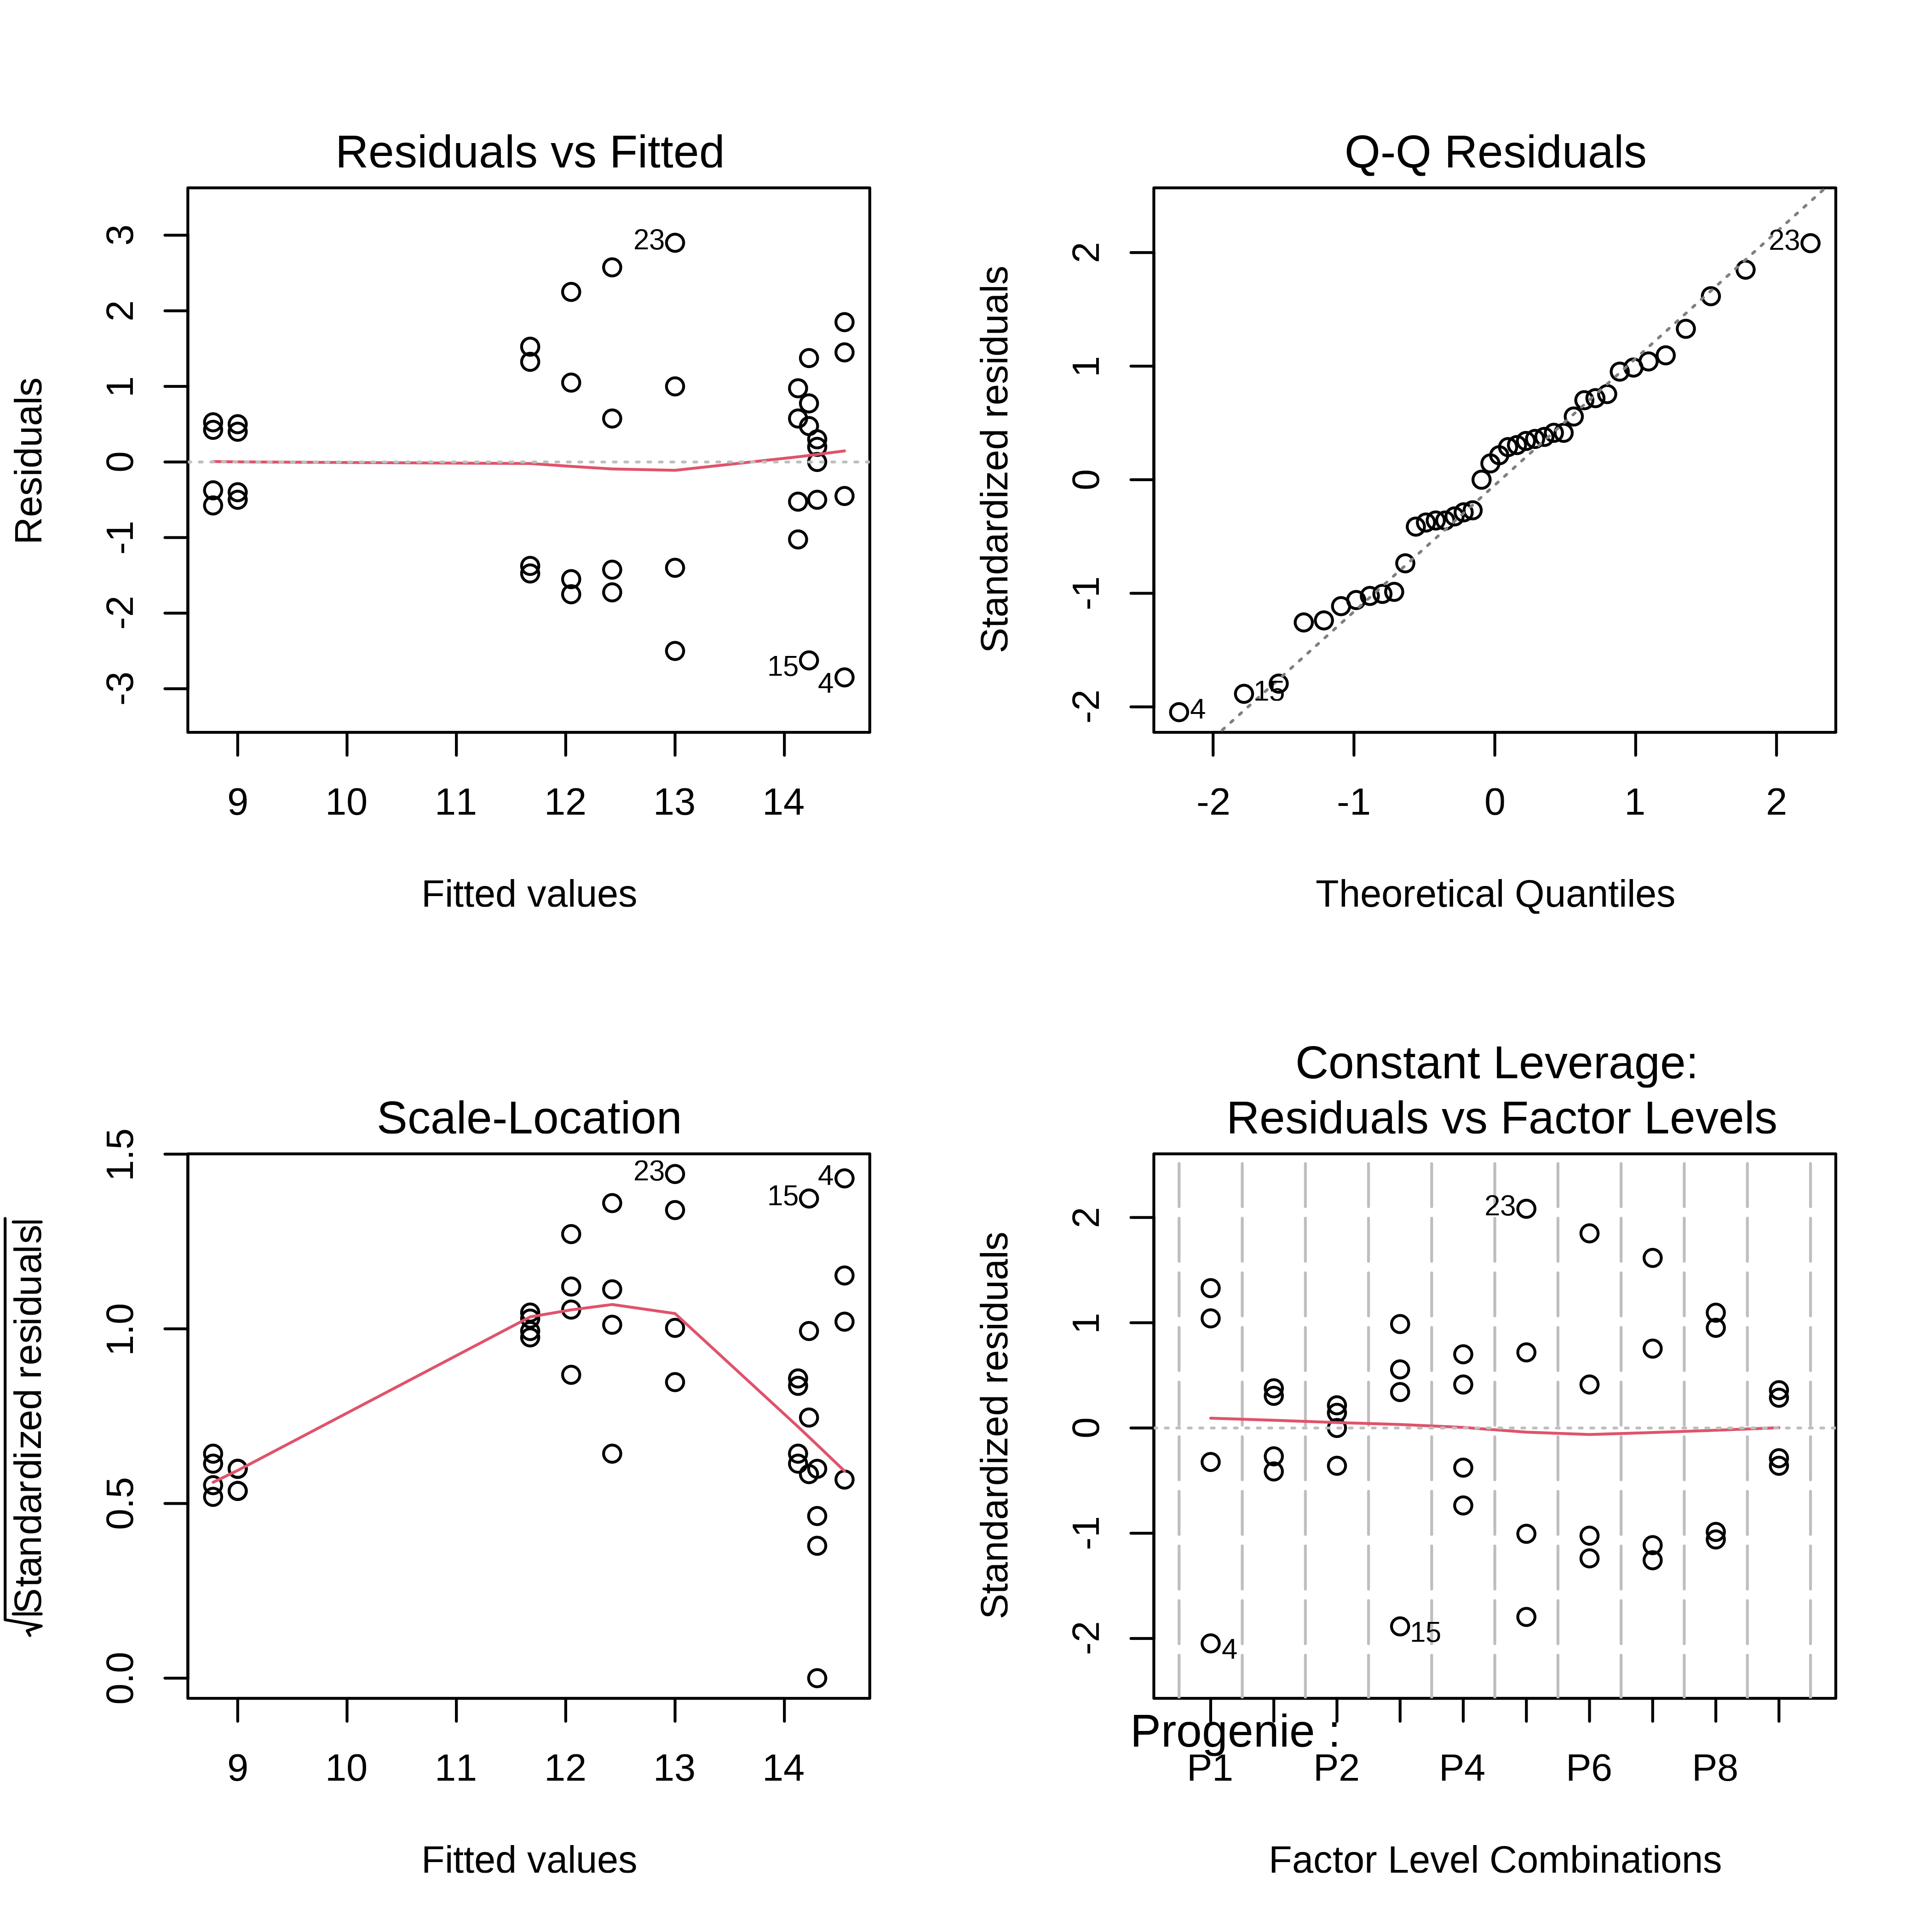 Residuals vs Fitted
3
2
1
0
-1
-2
-3
Residuals
23
15
4
9 10 11 12 13 14
Fitted values
Q-Q Residuals
2
1
0
-1
-2
Standardized residuals
23
15
4
-2 -1 0 1 2
Theoretical Quantiles
Scale-Location
1.5
1.0
0.5
0.0
√|Standardized residuals|
23
4
15
9 10 11 12 13 14
Fitted values
Constant Leverage:
Residuals vs Factor Levels
2
1
0
-1
-2
Standardized residuals
23
15
4
Progenie :
P1 P2 P4 P6 P8
Factor Level Combinations